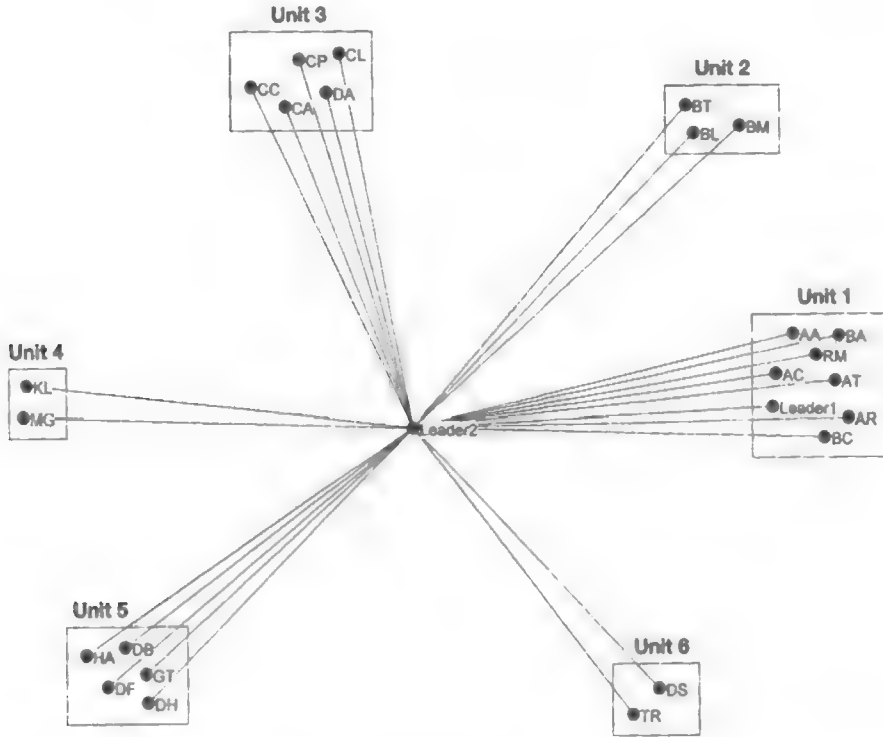 Unit 3
CP
CL
CC
CA
DA
Unit 2
BT
BL
BM
Unit 1
AA
BA
RM
AC
AT
Leader1
AR
BC
Unit 4
KL
MG
Leader2
Unit 5
HA
DB
GT
DF
DH
Unit 6
DS
TR